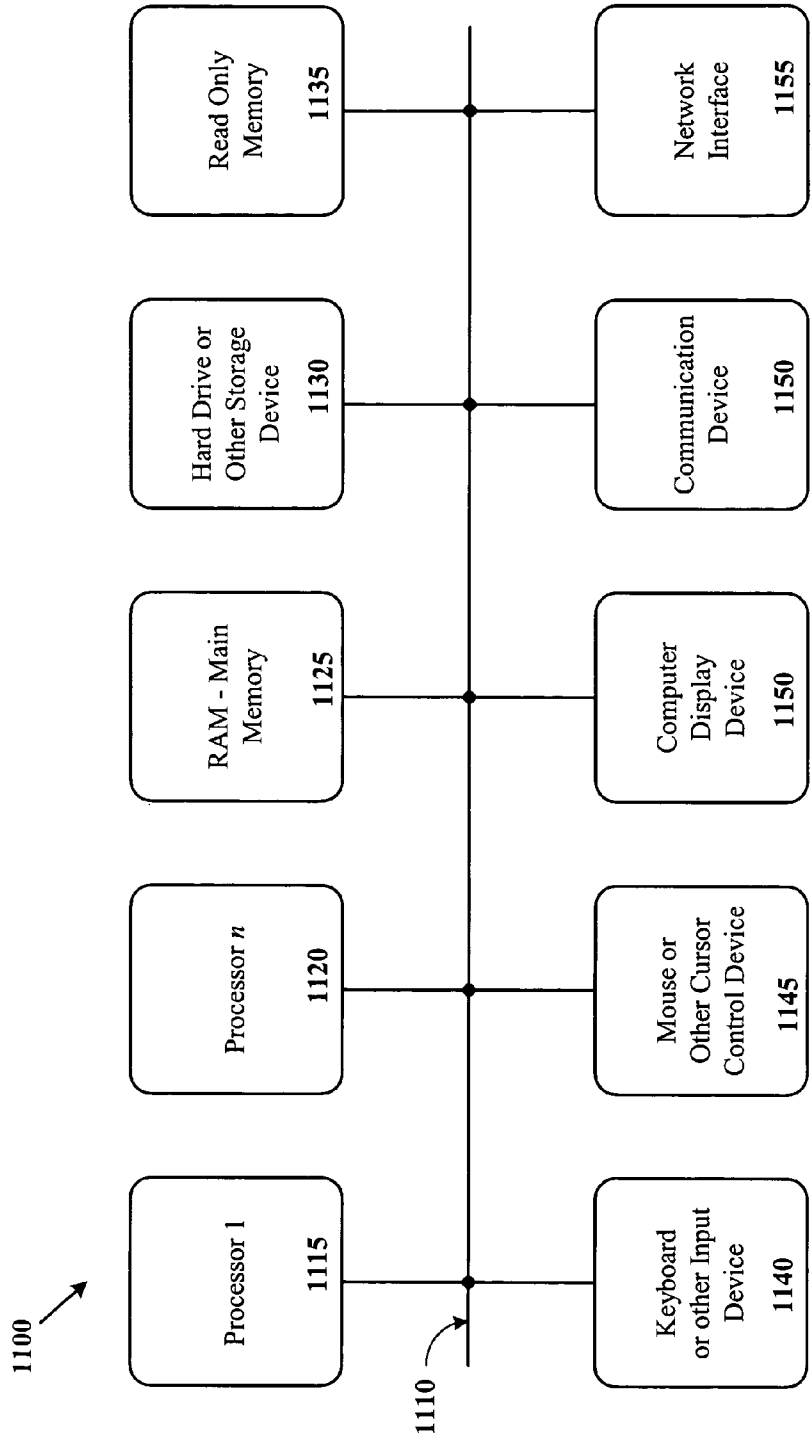 1100
Processor 1
1115
Processor n
1120
RAM - Main
Memory
1125
Hard Drive or
Other Storage
Device
1130
Read Only
Memory
1135
1110
Keyboard
or other Input
Device
1140
Mouse or
Other Cursor
Control Device
1145
Computer
Display
Device
1150
Communication
Device
1150
Network
Interface
1155